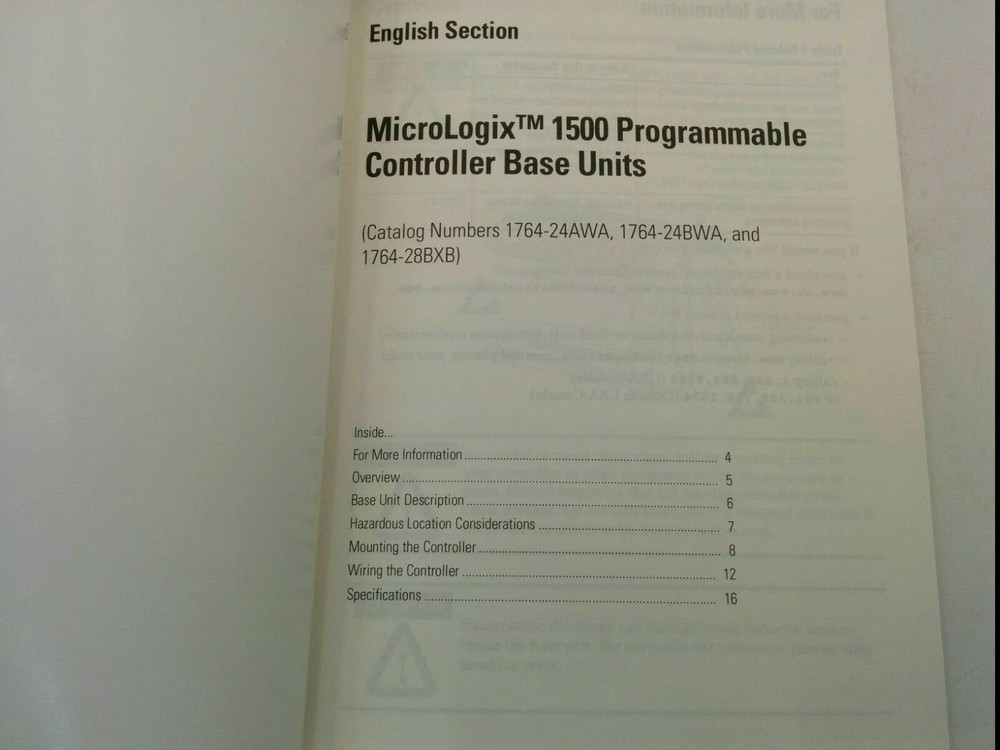 English Section
MicroLogix™ 1500 Programmable
Controller Base Units
(Catalog Numbers 1764-24AWA, 1764-24BWA, and
1764-28BXB)
Inside...
For More Information ........................................................................ 4
Overview ........................................................................................... 5
Base Unit Description ........................................................................ 6
Hazardous Location Considerations .................................................... 7
Mounting the Controller ..................................................................... 8
Wiring the Controller ........................................................................ 12
Specifications ................................................................................... 16